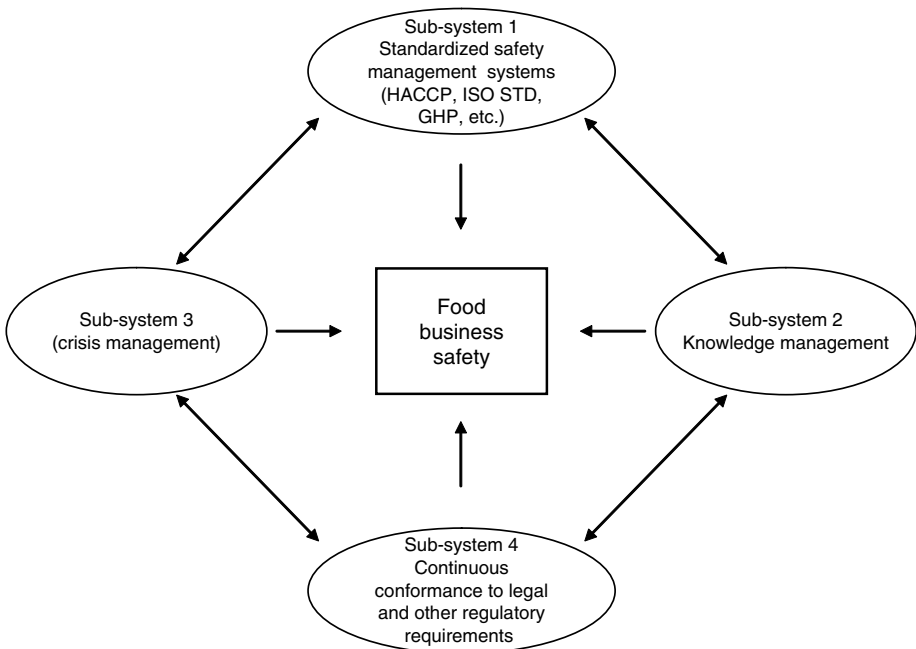 Sub-system 1
Standardized safety
management systems
(HACCP, ISO STD,
GHP, etc.)
Sub-system 3
(crisis management)
Food
business
safety
Sub-system 2
Knowledge management
Sub-system 4
Continuous
conformance to legal
and other regulatory
requirements